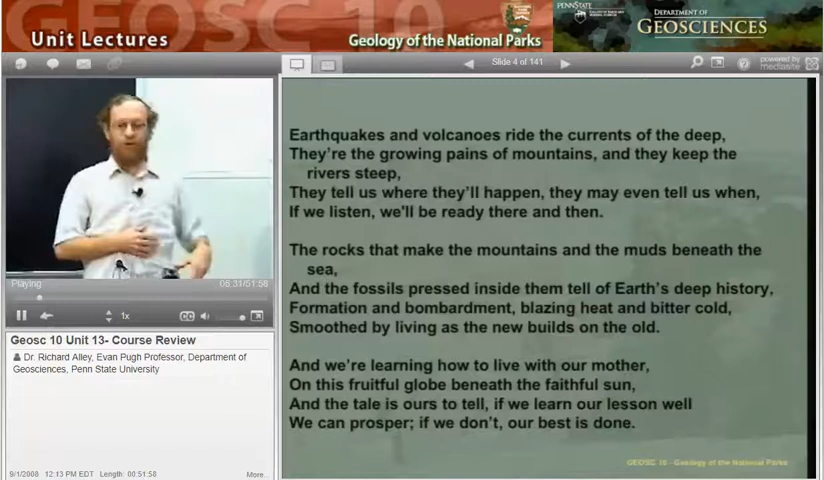 GEOSC 10
Unit Lectures
Geology of the National Parks
PENNSTATE
DEPARTMENT OF
GEOSCIENCES
Slide 4 of 141
powered by
mediasite
Earthquakes and volcanoes ride the currents of the deep,
They're the growing pains of mountains, and they keep the
rivers steep,
They tell us where they'll happen, they may even tell us when,
If we listen, we'll be ready there and then.
The rocks that make the mountains and the muds beneath the
sea,
And the fossils pressed inside them tell of Earth's deep history,
Formation and bombardment, blazing heat and bitter cold,
Smoothed by living as the new builds on the old.
And we're learning how to live with our mother,
On this fruitful globe beneath the faithful sun,
And the tale is ours to tell, if we learn our lesson well
We can prosper; if we don't, our best is done.
GEOSC 10 - Geology of the National Parks
Playing
06:31/51:58
1x
CC
Geosc 10 Unit 13- Course Review
Dr. Richard Alley, Evan Pugh Professor, Department of
Geosciences, Penn State University
9/1/2008 12:13 PM EDT Length: 00:51:58
More..